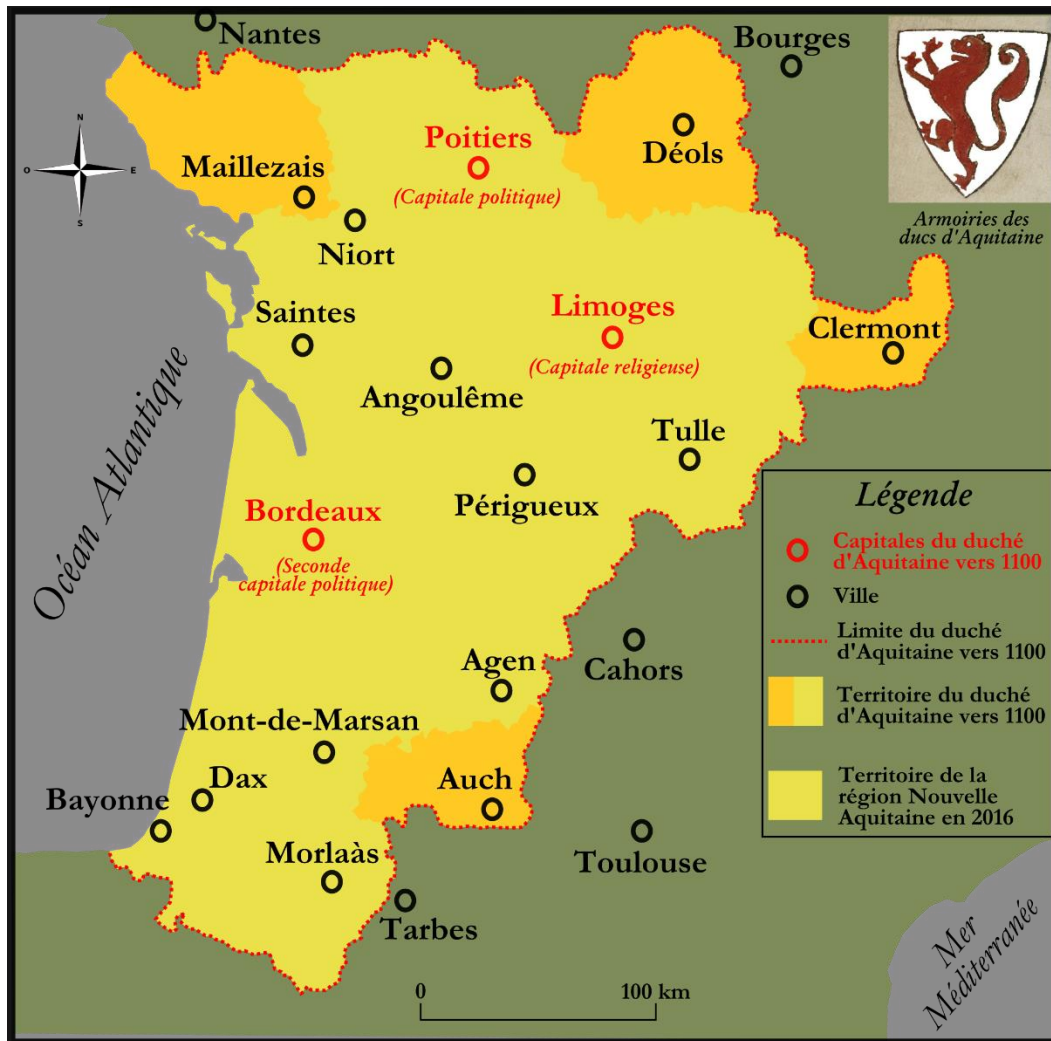 Nantes
Bourges
N
O
E
S
Poitiers
(Capitale politique)
Déols
Maillezais
Niort
Armoiries des
ducs d'Aquitaine
Saintes
Limoges
(Capitale religieuse)
Clermont
Angoulême
Océan Atlantique
Tulle
Périgueux
Bordeaux
(Seconde
capitale politique)
Légende
Capitales du duché
d'Aquitaine vers 1100
Ville
Limite du duché
d'Aquitaine vers 1100
Territoire du duché
d'Aquitaine vers 1100
Territoire de la
région Nouvelle
Aquitaine en 2016
Cahors
Agen
Mont-de-Marsan
Auch
Dax
Bayonne
Toulouse
Morlaàs
Tarbes
Mer
Méditerranée
0
100 km